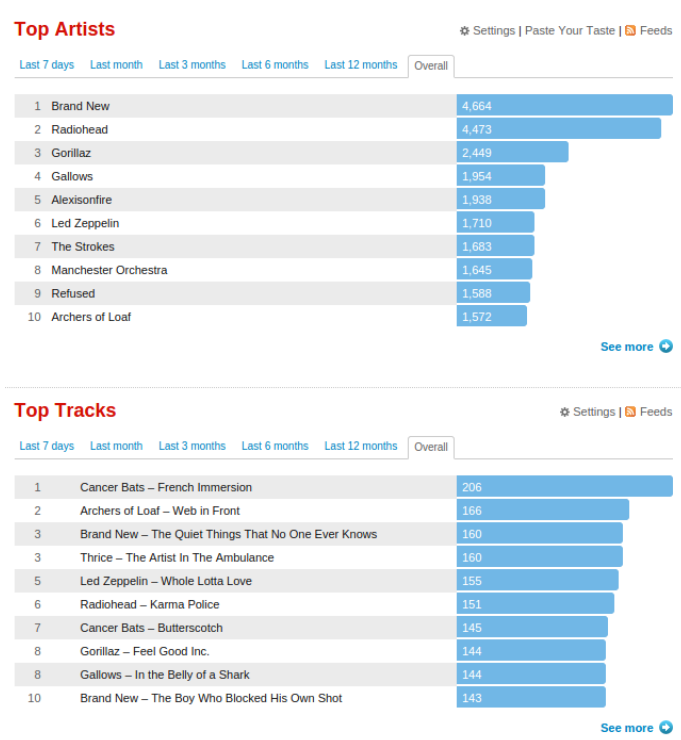 Top Artists
Settings | Paste Your Taste | Feeds
Last 7 days Last month Last 3 months Last 6 months Last 12 months Overall
1 Brand New 4,664
2 Radiohead 4,473
3 Gorillaz 2,449
4 Gallows 1,954
5 Alexisonfire 1,938
6 Led Zeppelin 1,710
7 The Strokes 1,683
8 Manchester Orchestra 1,645
9 Refused 1,588
10 Archers of Loaf 1,572
See more
Top Tracks
Settings | Feeds
Last 7 days Last month Last 3 months Last 6 months Last 12 months Overall
1 Cancer Bats – French Immersion 206
2 Archers of Loaf – Web in Front 166
3 Brand New – The Quiet Things That No One Ever Knows 160
3 Thrice – The Artist In The Ambulance 160
5 Led Zeppelin – Whole Lotta Love 155
6 Radiohead – Karma Police 151
7 Cancer Bats – Butterscotch 145
8 Gorillaz – Feel Good Inc. 144
8 Gallows – In the Belly of a Shark 144
10 Brand New – The Boy Who Blocked His Own Shot 143
See more